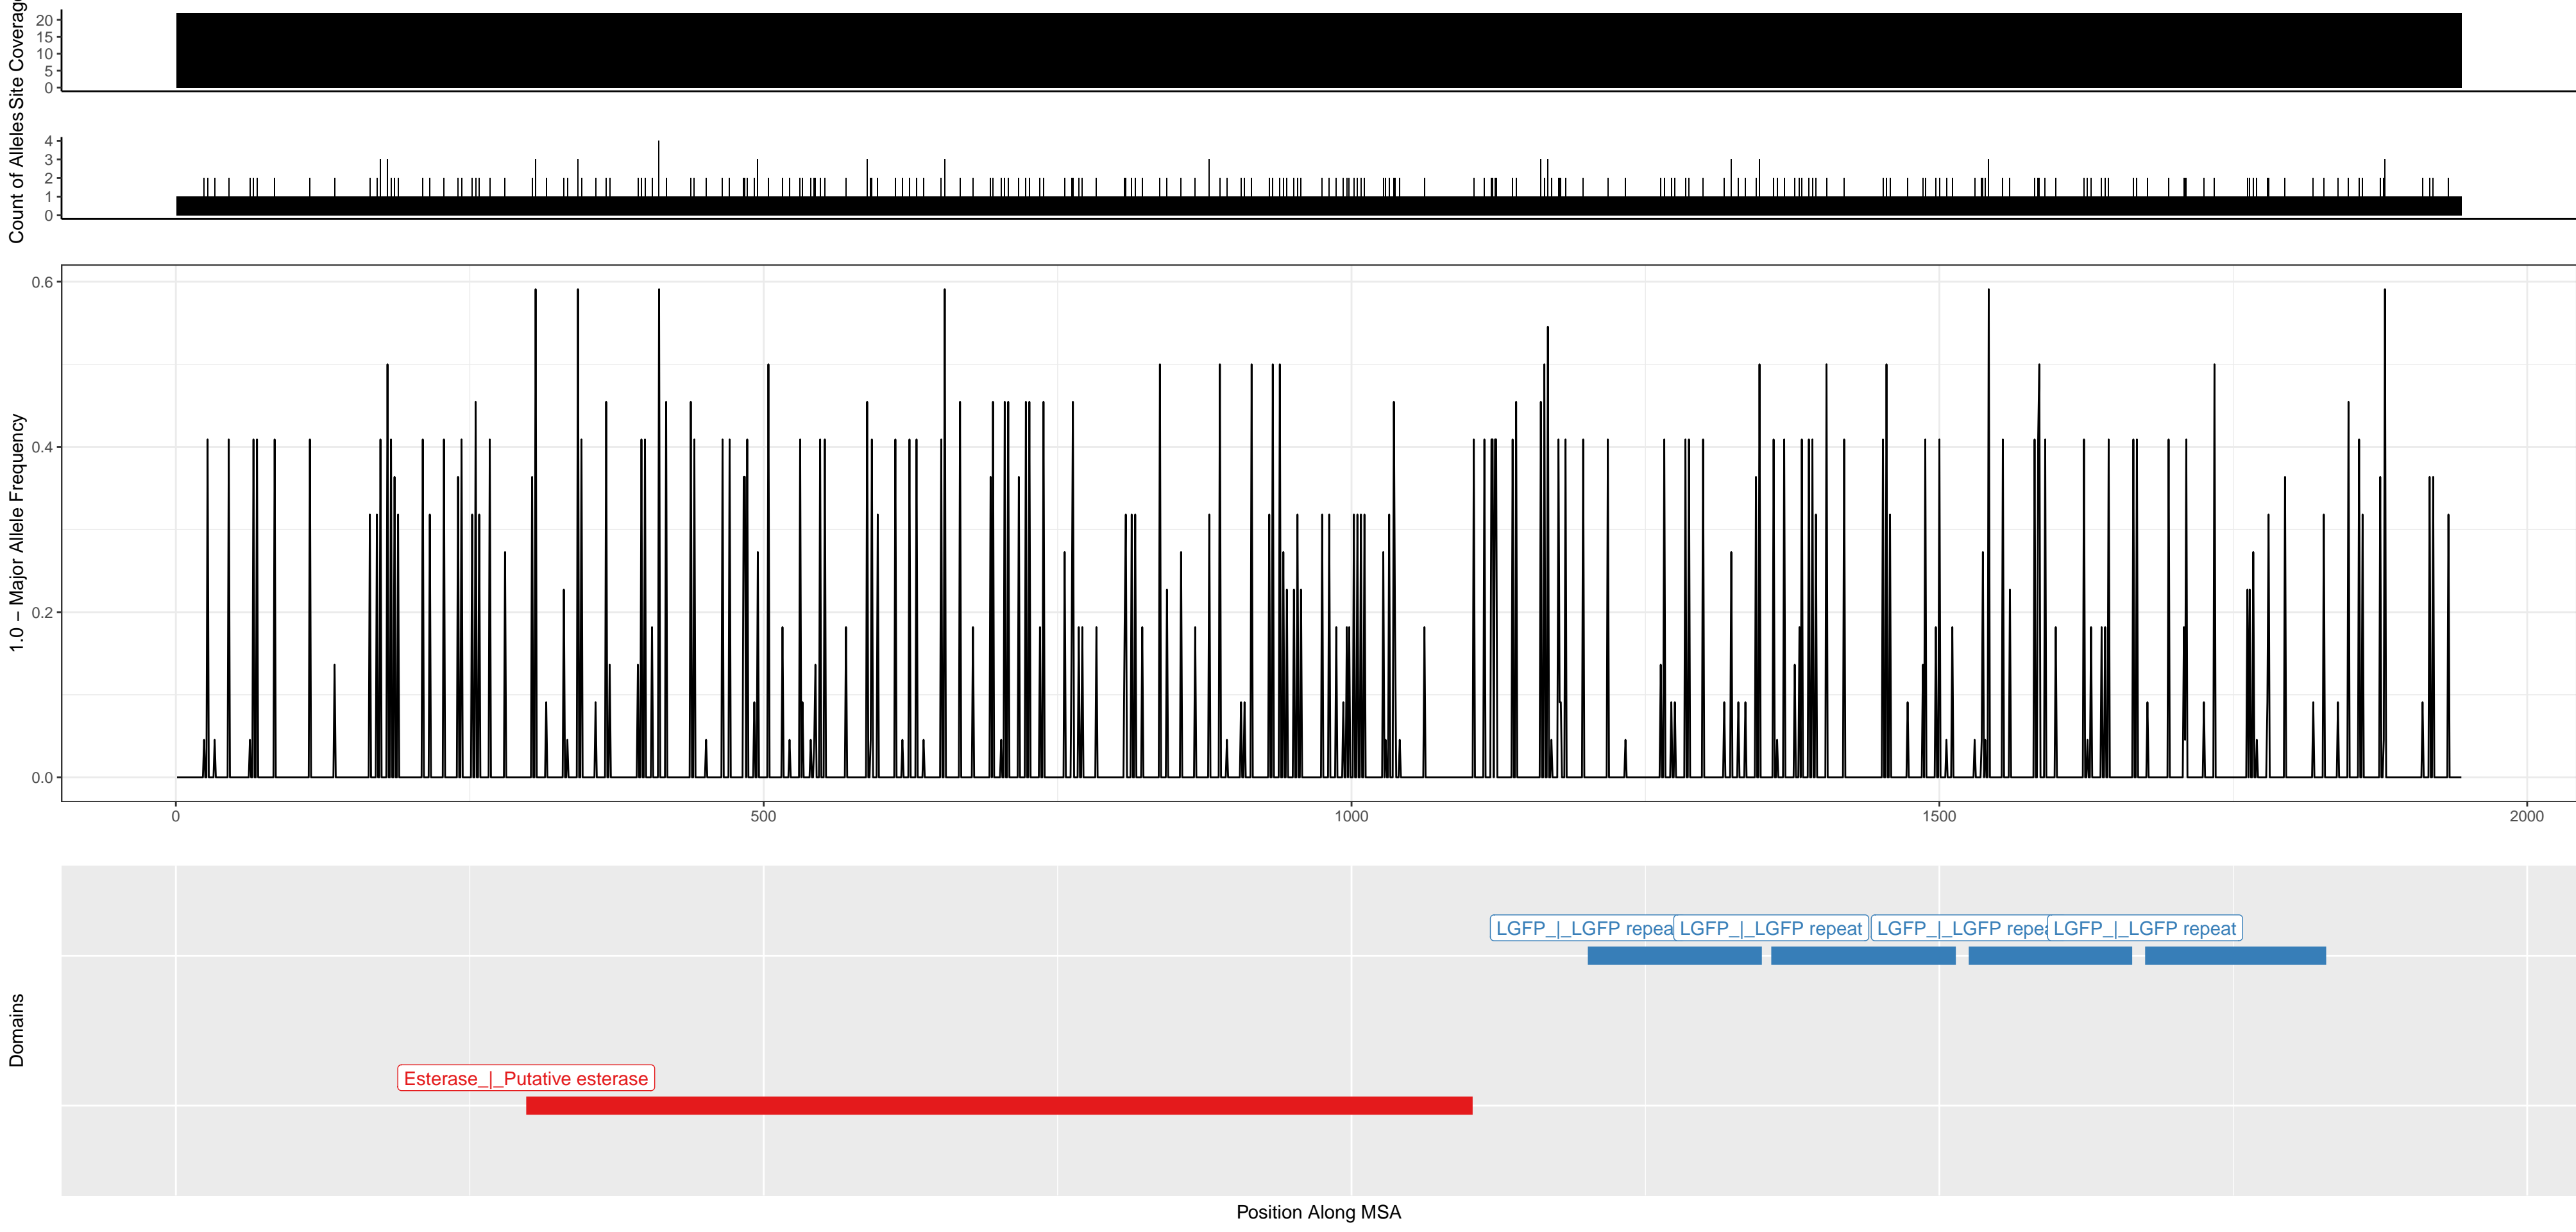 Site Coverage
20
15
10
5
0
Count of Alleles
4
3
2
1
0
1.0 − Major Allele Frequency
0.6
0.4
0.2
0.0
0 500 1000 1500 2000
Domains
LGFP_|_LGFP repea LGFP_|_LGFP repeat LGFP_|_LGFP repea LGFP_|_LGFP repeat
Esterase_|_Putative esterase
Position Along MSA